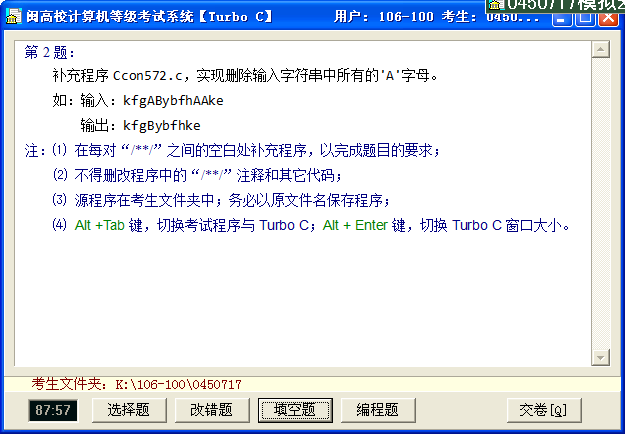 0450717模拟2
闽高校计算机等级考试系统【Turbo C】 用户: 106-100 考生: 0450...
第 2 题:
补充程序 Ccon572.c，实现删除输入字符串中所有的'A'字母。
如：输入：kfgABybfhAAke
输出：kfgBybfhke
注：⑴ 在每对“/**/”之间的空白处补充程序，以完成题目的要求；
⑵ 不得删改程序中的“/**/”注释和其它代码；
⑶ 源程序在考生文件夹中；务必以原文件名保存程序；
⑷ Alt +Tab 键，切换考试程序与 Turbo C；Alt + Enter 键，切换 Turbo C 窗口大小。
考生文件夹: K:\106-100\0450717
87:57 选择题 改错题 填空题 编程题 交卷[Q]